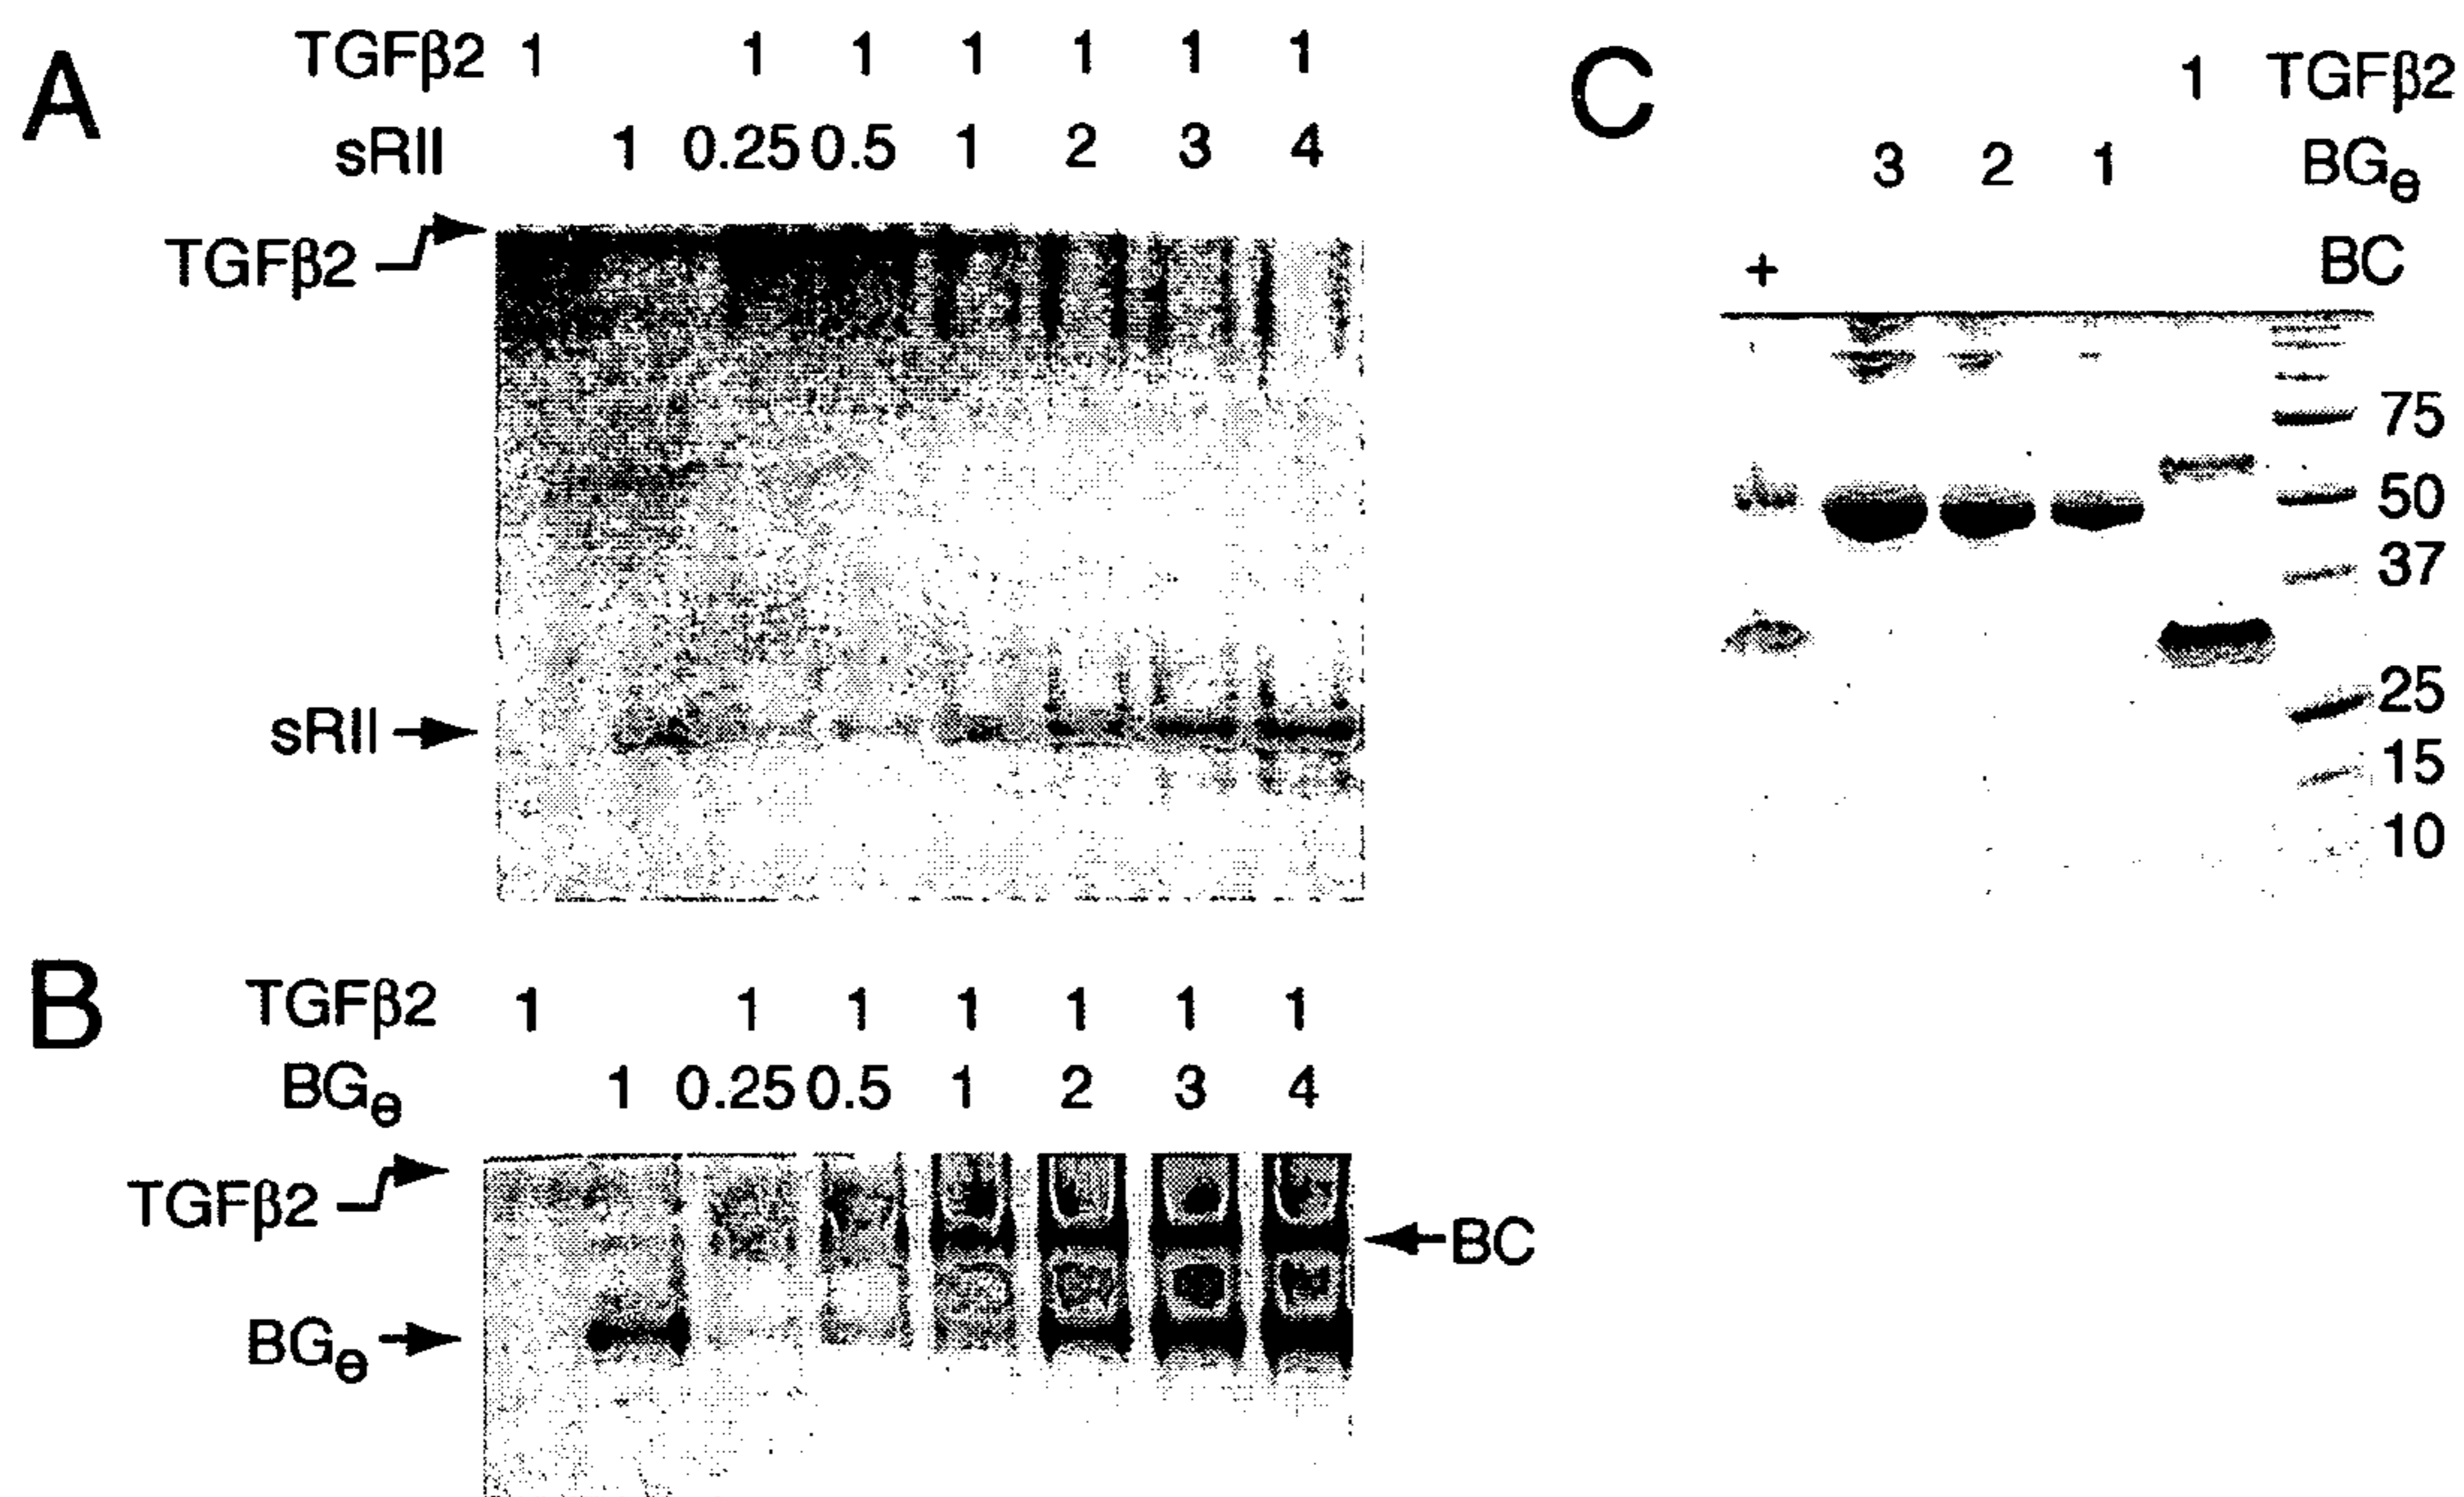 A
TGFβ2 1 1 1 1 1 1 1
sRII 1 0.25 0.5 1 2 3 4
TGFβ2
sRII
B
TGFβ2 1 1 1 1 1 1 1
BGe 1 0.25 0.5 1 2 3 4
TGFβ2
BC
BGe
C
1 TGFβ2
3 2 1 BGe
+ BC
75
50
37
25
15
10